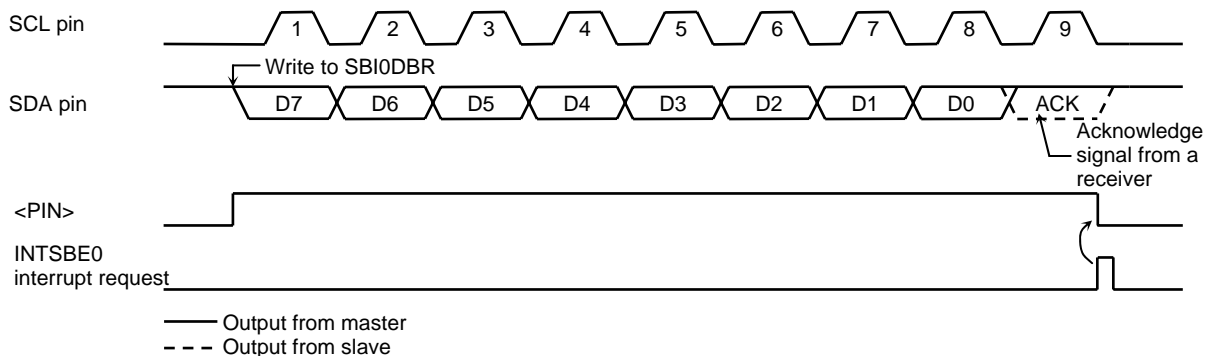 SCL pin
1 2 3 4 5 6 7 8 9
Write to SBI0DBR
SDA pin
D7 D6 D5 D4 D3 D2 D1 D0 ACK
Acknowledge
signal from a
receiver
<PIN>
INTSBE0
interrupt request
Output from master
Output from slave